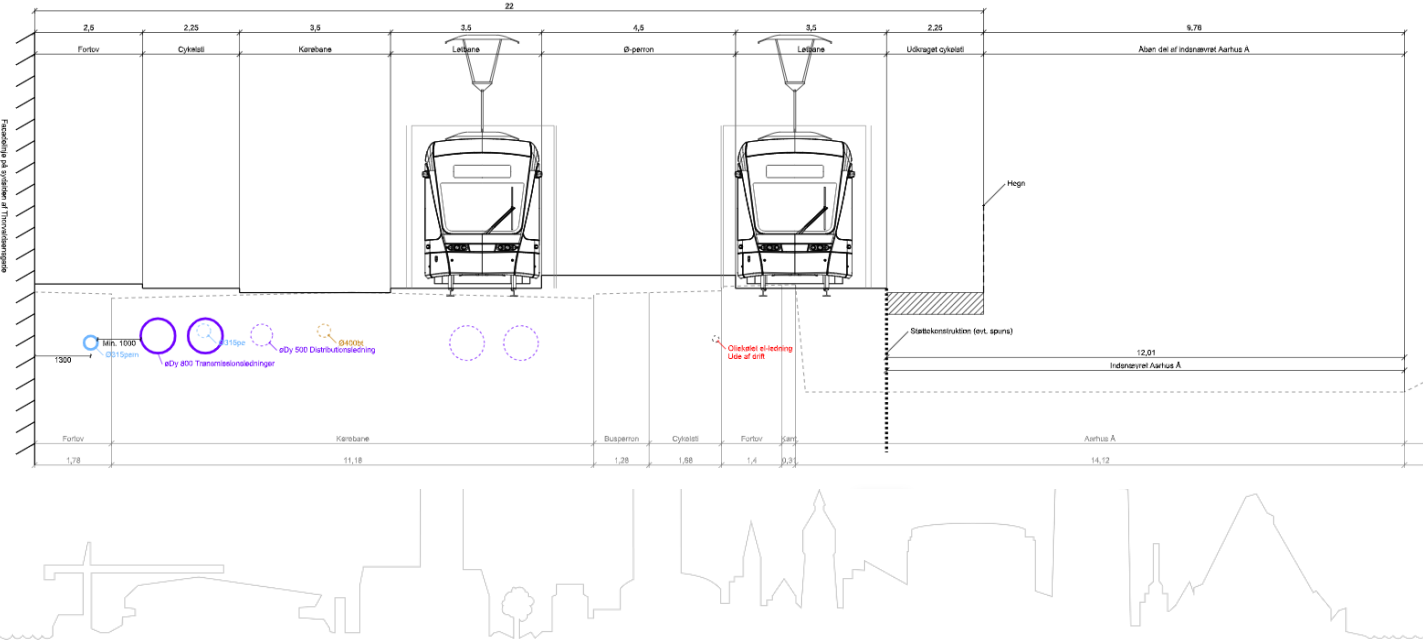 22
2,5
2,25
3,5
3,5
4,5
3,5
2,25
9,76
Fortov
Cykelsti
Kørebane
Letbane
Ø-perron
Letbane
Udkraget cykelsti
Åben del af indsnævret Aarhus Å
Facadelinje på sydsiden af Thorvaldsensgade
Hegn
Min. 1000
Ø315pem
1300
Ø315pe
øDy 800 Transmissionsledninger
øDy 500 Distributionsledning
Ø400bt
Oliekølet el-ledning
Ude af drift
Støttekonstruktion (evt. spuns)
12,01
Indsnævret Aarhus Å
Fortov
Kørebane
Busperron
Cykelsti
Fortov
Kant
Aarhus Å
1,78
11,18
1,28
1,68
1,4
0,31
14,12